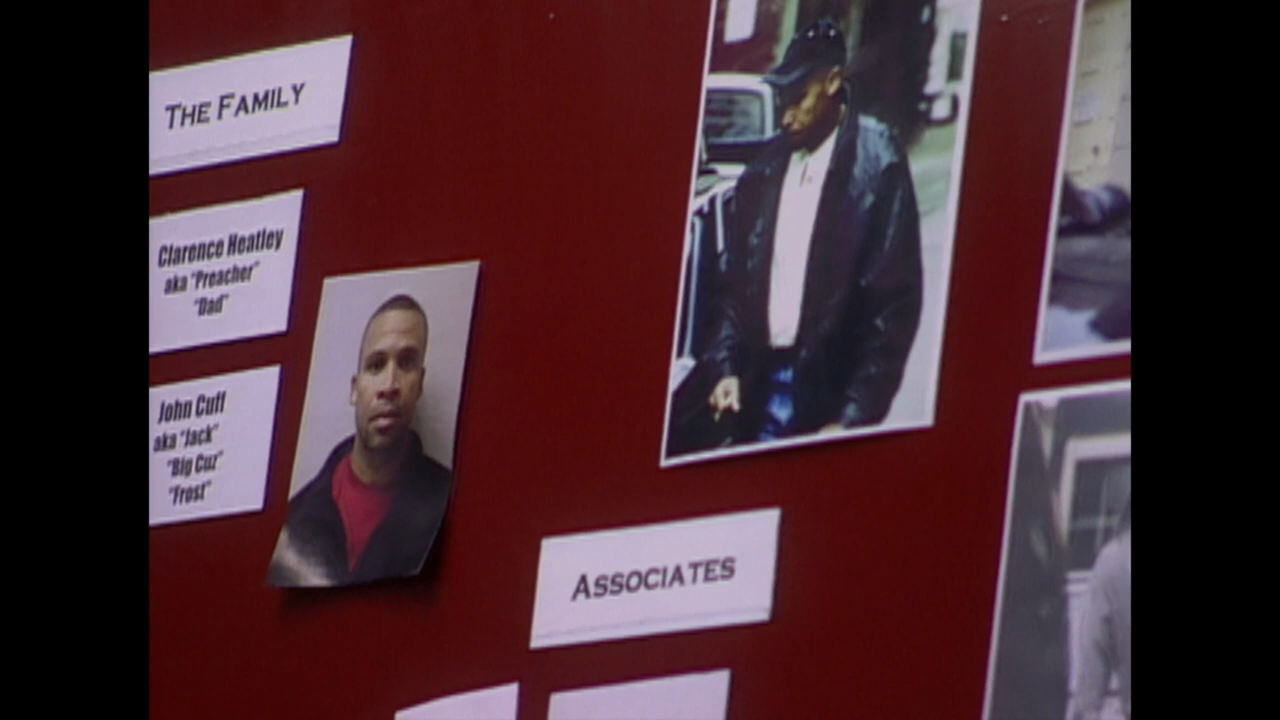 THE FAMILY
Clarence Heatley
aka "Preacher"
"Dad"
John Cuff
aka "Jack"
"Big Cuz"
"Frost"
ASSOCIATES